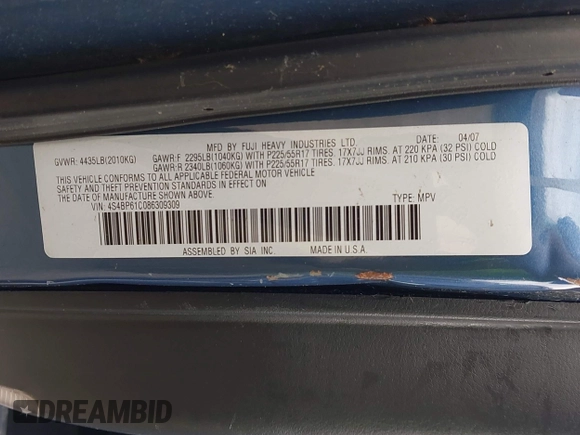 MFD BY FUJI HEAVY INDUSTRIES LTD. DATE: 04/07
GVWR: 4435LB(2010KG) GAWR:F 2295LB(1040KG) WITH P225/55R17 TIRES. 17X7JJ RIMS. AT 220 KPA (32 PSI) COLD
GAWR:R 2340LB(1060KG) WITH P225/55R17 TIRES. 17X7JJ RIMS. AT 210 KPA (30 PSI) COLD
THIS VEHICLE CONFORMS TO ALL APPLICABLE FEDERAL MOTOR VEHICLE
SAFETY AND THEFT PREVENTION STANDARDS IN EFFECT ON
THE DATE OF MANUFACTURE SHOWN ABOVE.
VIN: 4S4BP61C086309309 TYPE: MPV
ASSEMBLED BY SIA INC. MADE IN U.S.A.
DREAMBID